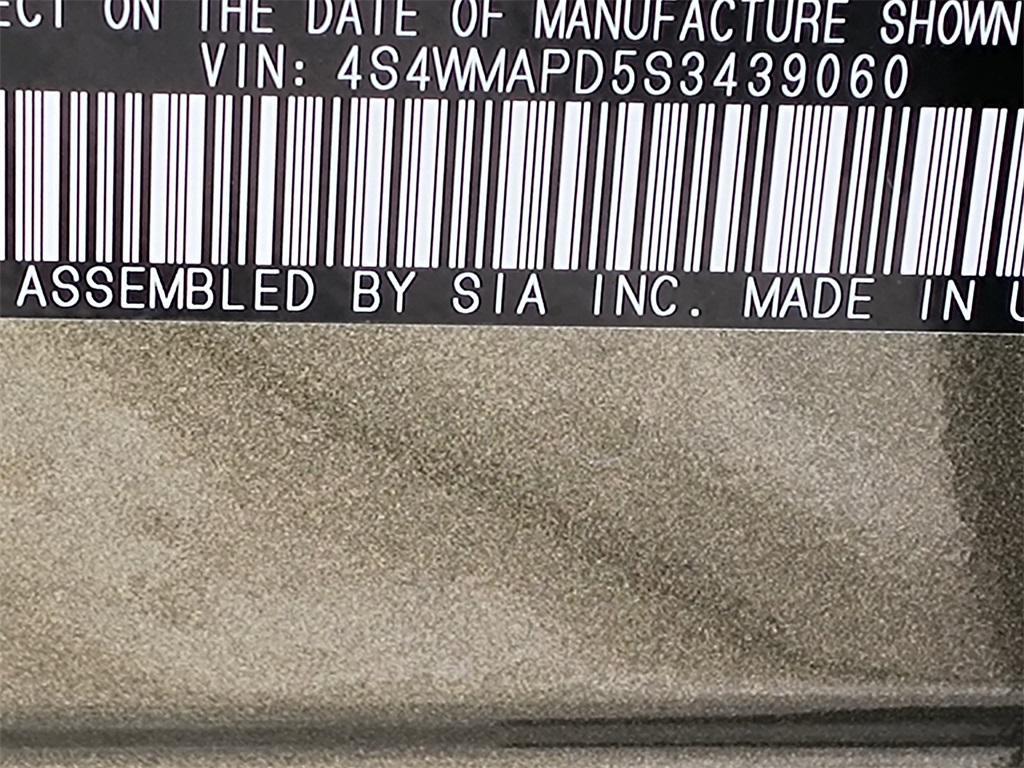 ECT ON THE DATE OF MANUFACTURE SHOWN
VIN: 4S4WMAPD5S3439060
ASSEMBLED BY SIA INC. MADE IN U